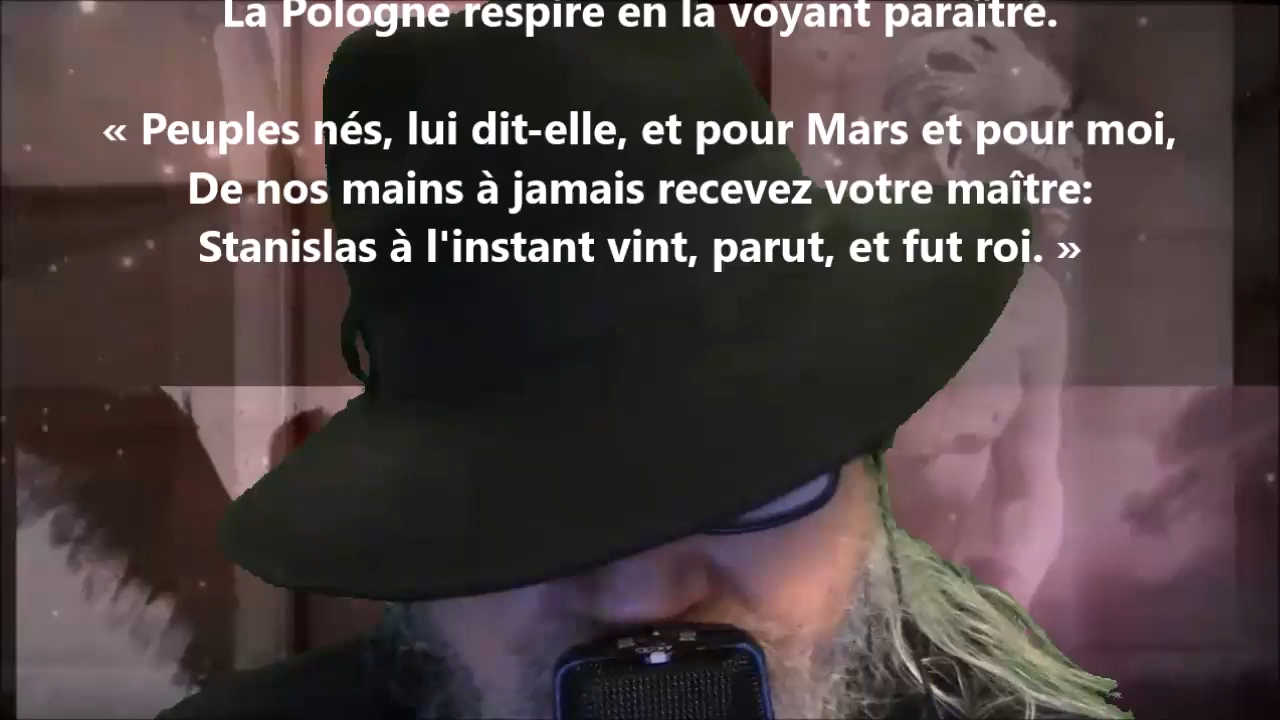 La Pologne respire en la voyant paraître.
« Peuples nés, lui dit-elle, et pour Mars et pour moi,
De nos mains à jamais recevez votre maître:
Stanislas à l'instant vint, parut, et fut roi. »